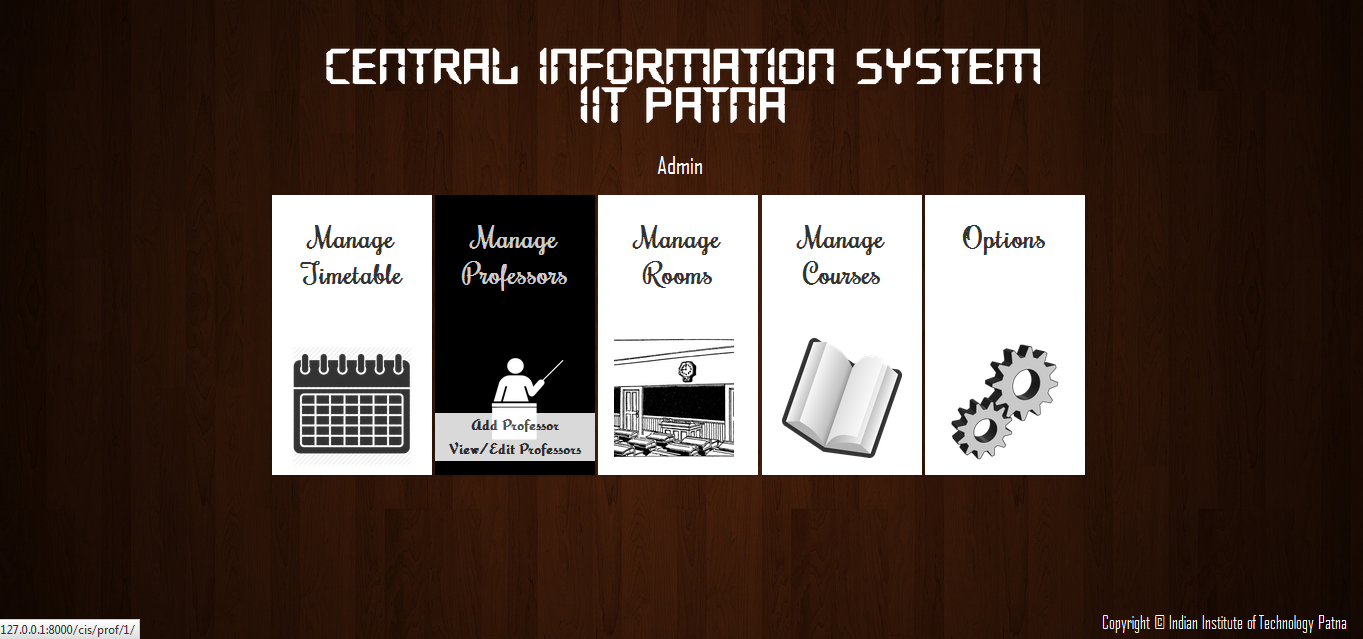 CENTRAL INFORMATION SYSTEM
IIT PATNA
Admin
Manage
Timetable
Manage
Professors
Add Professor
View/Edit Professors
Manage
Rooms
Manage
Courses
Options
127.0.0.1:8000/cis/prof/1/
Copyright © Indian Institute of Technology Patna